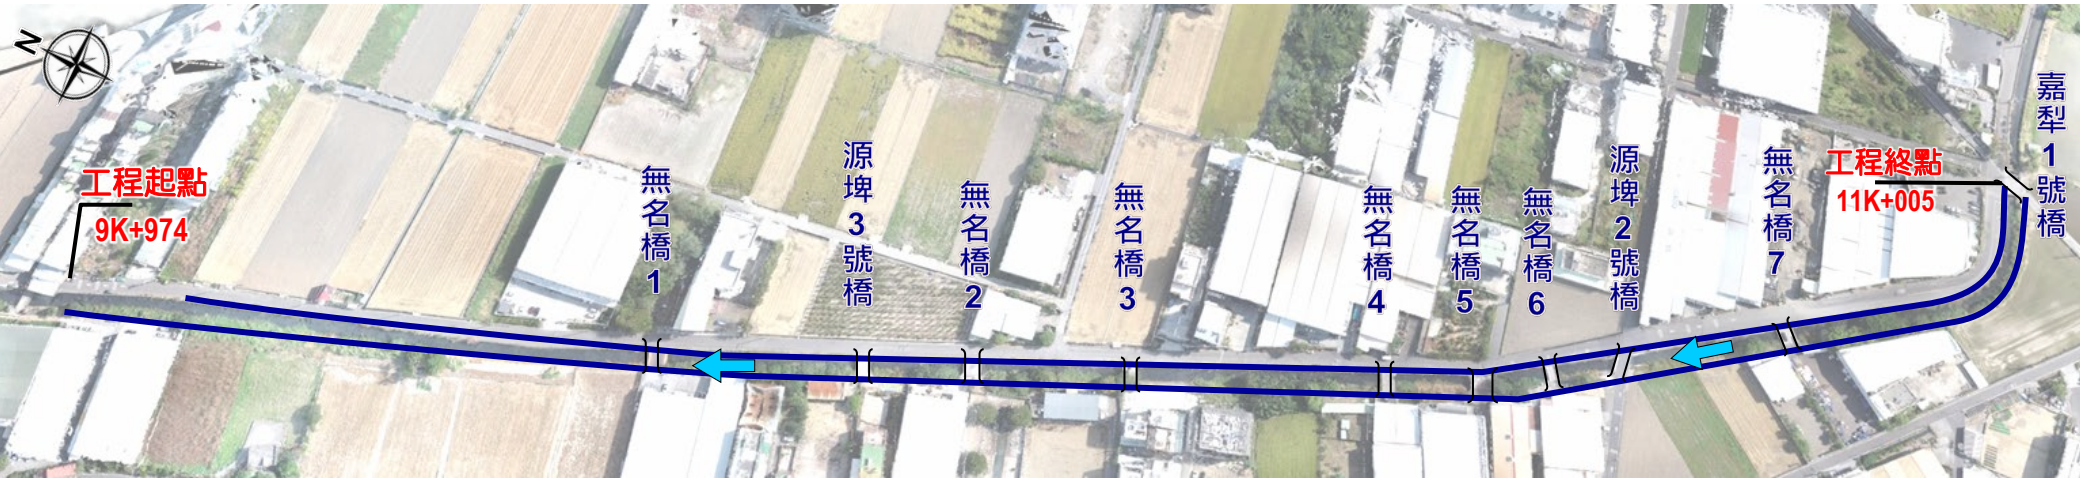 N
工程起點
9K+974
無名橋1
源埤3號橋
無名橋2
無名橋3
無名橋4
無名橋5
無名橋6
源埤2號橋
無名橋7
工程終點
11K+005
嘉犁1號橋